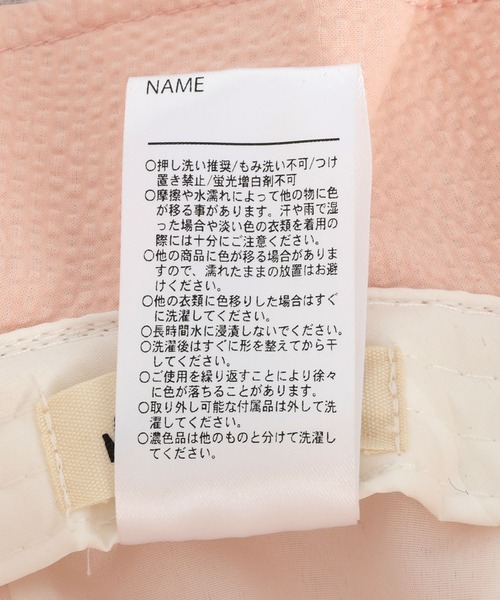 NAME
○押し洗い推奨/もみ洗い不可/つけ
置き禁止/蛍光増白剤不可
○摩擦や水濡れによって他の物に色
が移る事があります。汗や雨で湿
った場合や淡い色の衣類を着用の
際には十分にご注意ください。
○他の商品に色が移る場合がありま
すので、濡れたままの放置はお避
けください。
○他の衣類に色移りした場合はすぐ
に洗濯してください。
○長時間水に浸漬しないでください。
○洗濯後はすぐに形を整えてから干
してください。
○ご使用を繰り返すことにより徐々
に色が落ちることがあります。
○取り外し可能な付属品は外して洗
濯してください。
○濃色品は他のものと分けて洗濯し
てください。